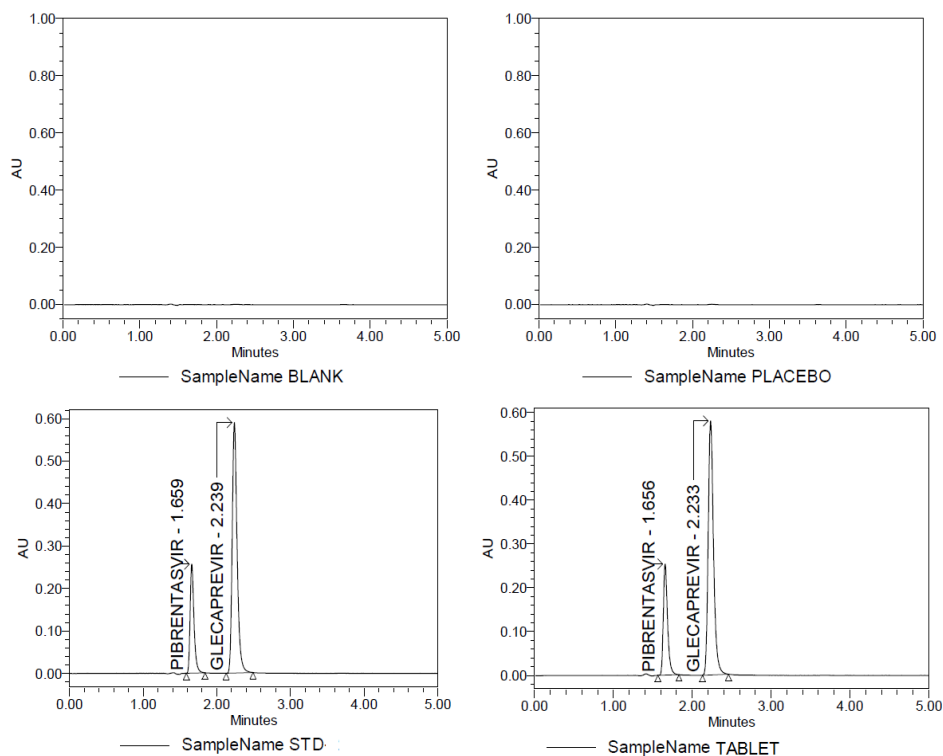 1.00
0.80
0.60
0.40
0.20
0.00
AU
0.00 1.00 2.00 3.00 4.00 5.00
Minutes
SampleName BLANK
1.00
0.80
0.60
0.40
0.20
0.00
AU
0.00 1.00 2.00 3.00 4.00 5.00
Minutes
SampleName PLACEBO
0.60
0.50
0.40
0.30
0.20
0.10
0.00
AU
PIBRENTASVIR - 1.659
GLECAPREVIR - 2.239
0.00 1.00 2.00 3.00 4.00 5.00
Minutes
SampleName STD
0.60
0.50
0.40
0.30
0.20
0.10
0.00
AU
PIBRENTASVIR - 1.656
GLECAPREVIR - 2.233
0.00 1.00 2.00 3.00 4.00 5.00
Minutes
SampleName TABLET